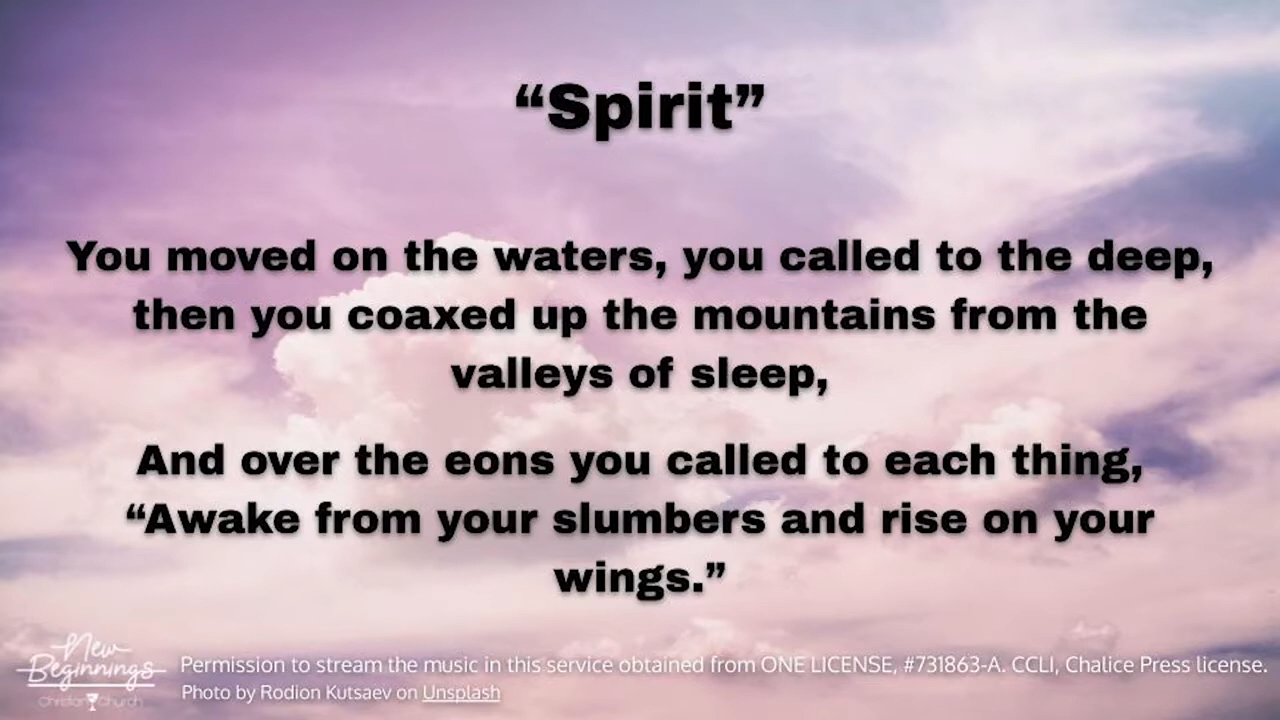 “Spirit”
You moved on the waters, you called to the deep,
then you coaxed up the mountains from the
valleys of sleep,
And over the eons you called to each thing,
“Awake from your slumbers and rise on your
wings.”
New
Beginnings
Christian Church
Permission to stream the music in this service obtained from ONE LICENSE, #731863-A. CCLI, Chalice Press license.
Photo by Rodion Kutsaev on Unsplash